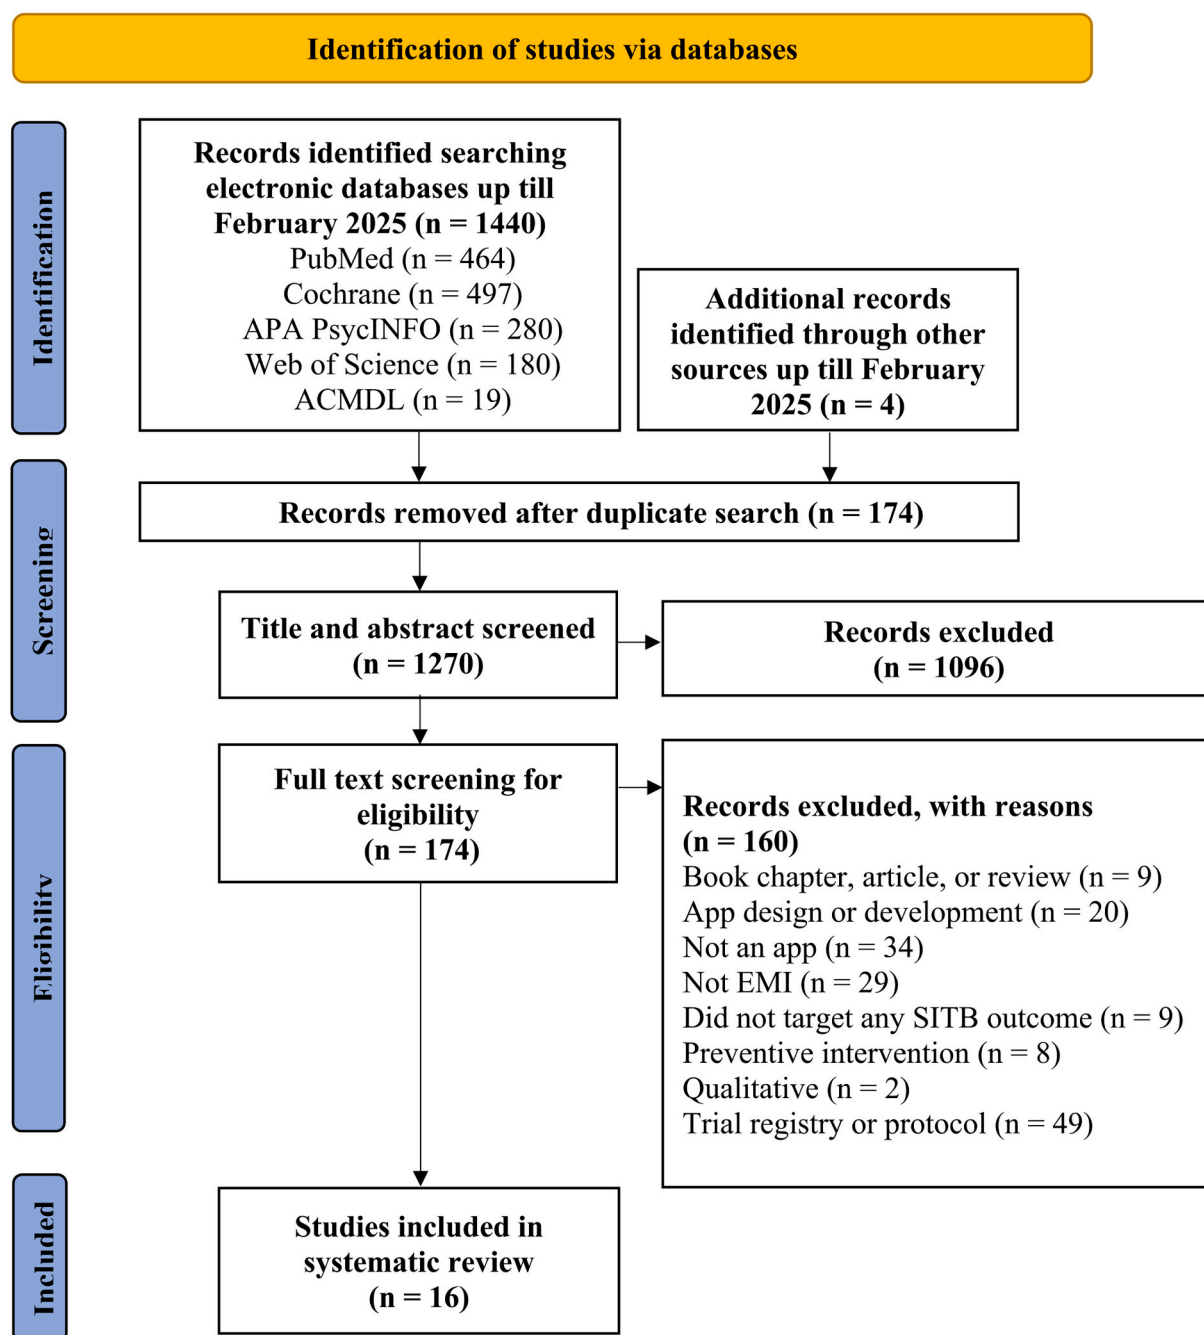 Identification of studies via databases
Identification
Records identified searching
electronic databases up till
February 2025 (n = 1440)
PubMed (n = 464)
Cochrane (n = 497)
APA PsycINFO (n = 280)
Web of Science (n = 180)
ACMDL (n = 19)
Additional records
identified through other
sources up till February
2025 (n = 4)
Screening
Records removed after duplicate search (n = 174)
Title and abstract screened
(n = 1270)
Records excluded
(n = 1096)
Eligibility
Full text screening for
eligibility
(n = 174)
Records excluded, with reasons
(n = 160)
Book chapter, article, or review (n = 9)
App design or development (n = 20)
Not an app (n = 34)
Not EMI (n = 29)
Did not target any SITB outcome (n = 9)
Preventive intervention (n = 8)
Qualitative (n = 2)
Trial registry or protocol (n = 49)
Included
Studies included in
systematic review
(n = 16)